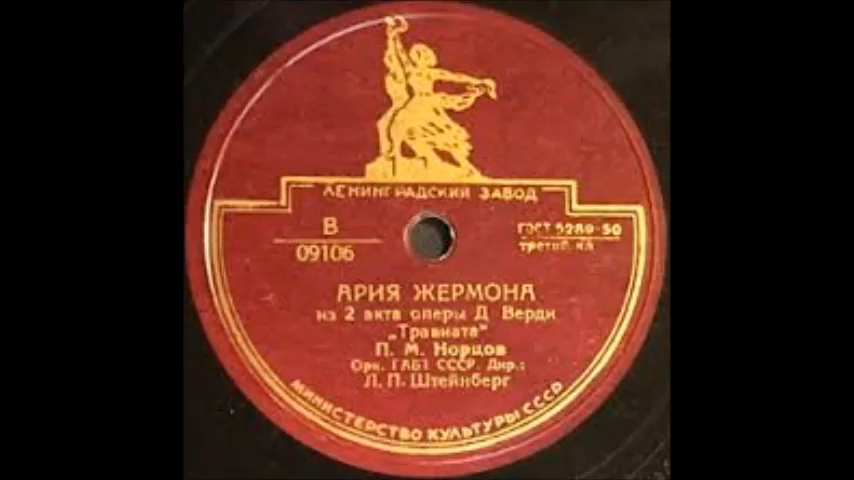 ЛЕНИНГРАДСКИЙ ЗАВОД
В
09106
ГОСТ 5289-50
третий кл
АРИЯ ЖЕРМОНА
из 2 акта оперы Д. Верди
„Травиата"
П. М. Норцов
Орк. ГАБТ СССР. Дир.:
Л. П. Штейнберг
МИНИСТЕРСТВО КУЛЬТУРЫ СССР